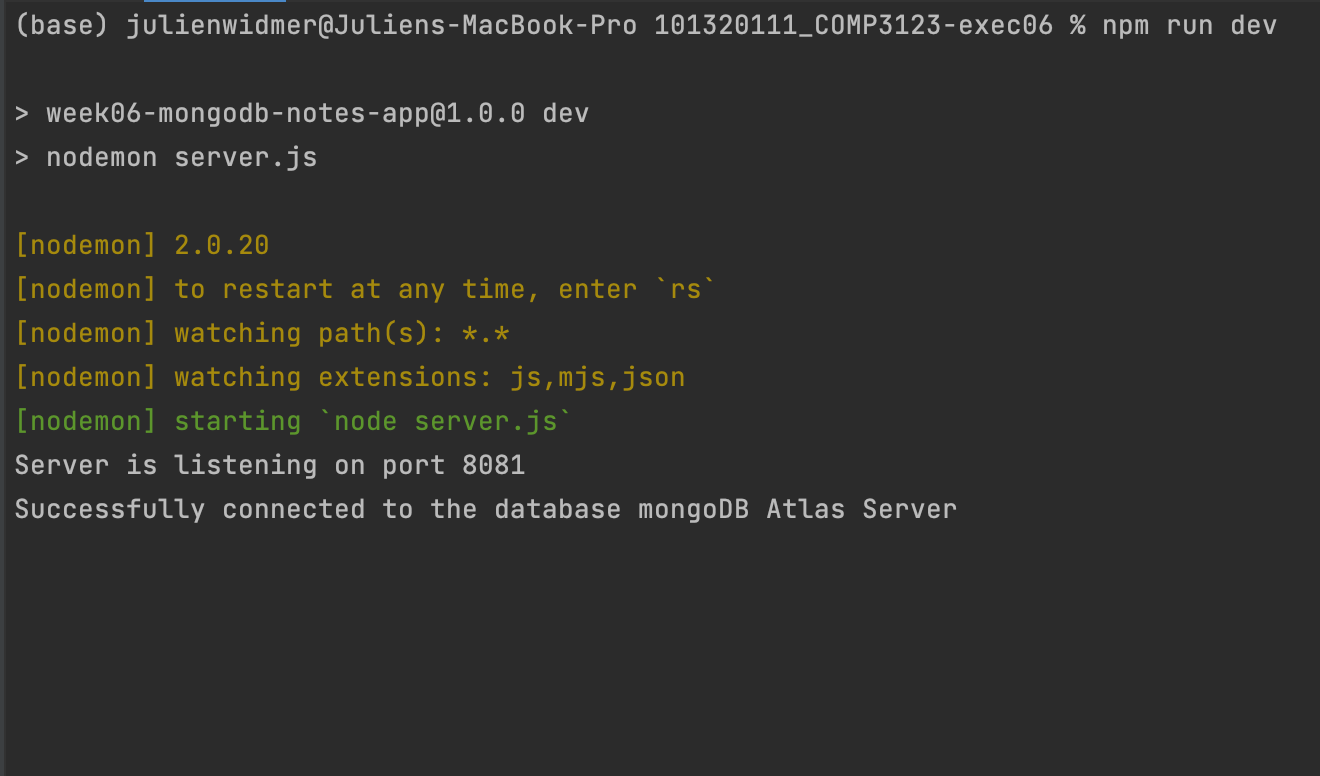 (base) julienwidmer@Juliens-MacBook-Pro 101320111_COMP3123-exec06 % npm run dev
> week06-mongodb-notes-app@1.0.0 dev
> nodemon server.js
[nodemon] 2.0.20
[nodemon] to restart at any time, enter `rs`
[nodemon] watching path(s): *.*
[nodemon] watching extensions: js,mjs,json
[nodemon] starting `node server.js`
Server is listening on port 8081
Successfully connected to the database mongoDB Atlas Server